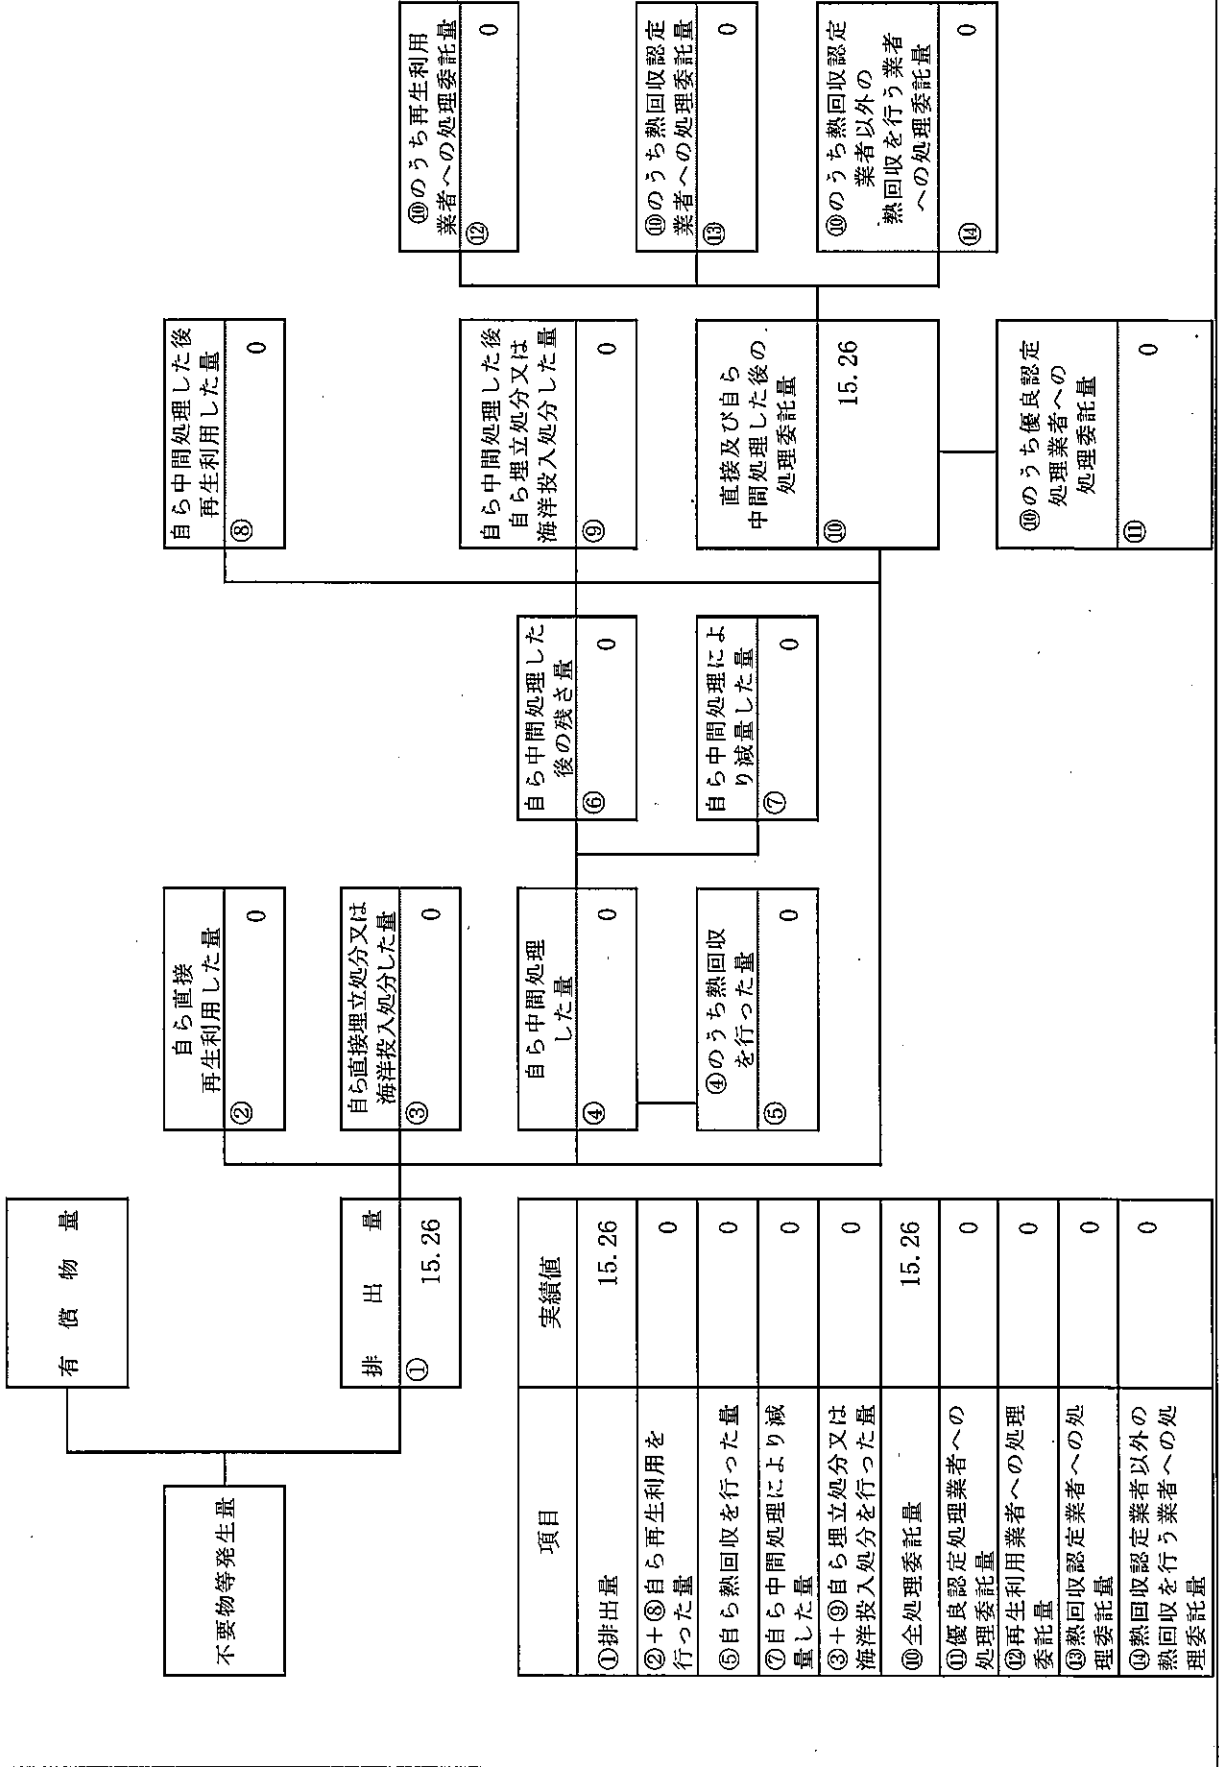 不要物等発生量
有償物量
排出量
① 15.26
自ら直接
再生利用した量
② 0
自ら直接埋立処分又は
海洋投入処分した量
③ 0
自ら中間処理
した量
④ 0
④のうち熱回収
を行った量
⑤ 0
自ら中間処理した
後の残さ量
⑥ 0
自ら中間処理によ
り減量した量
⑦ 0
自ら中間処理した後
再生利用した量
⑧ 0
自ら中間処理した後
自ら埋立処分又は
海洋投入処分した量
⑨ 0
直接及び自ら
中間処理した後の
処理委託量
⑩ 15.26
⑩のうち優良認定
処理業者への
処理委託量
⑪ 0
⑩のうち再生利用
業者への処理委託量
⑫ 0
⑩のうち熱回収認定
業者への処理委託量
⑬ 0
⑩のうち熱回収認定
業者以外の
熱回収を行う業者
への処理委託量
⑭ 0
項目 実績値
①排出量 15.26
②+⑧自ら再生利用を
行った量 0
⑤自ら熱回収を行った量 0
⑦自ら中間処理により減
量した量 0
③+⑨自ら埋立処分又は
海洋投入処分を行った量 0
⑩全処理委託量 15.26
⑪優良認定処理業者への
処理委託量 0
⑫再生利用業者への処理
委託量 0
⑬熱回収認定業者への処
理委託量 0
⑭熱回収認定業者以外の
熱回収を行う業者への処
理委託量 0